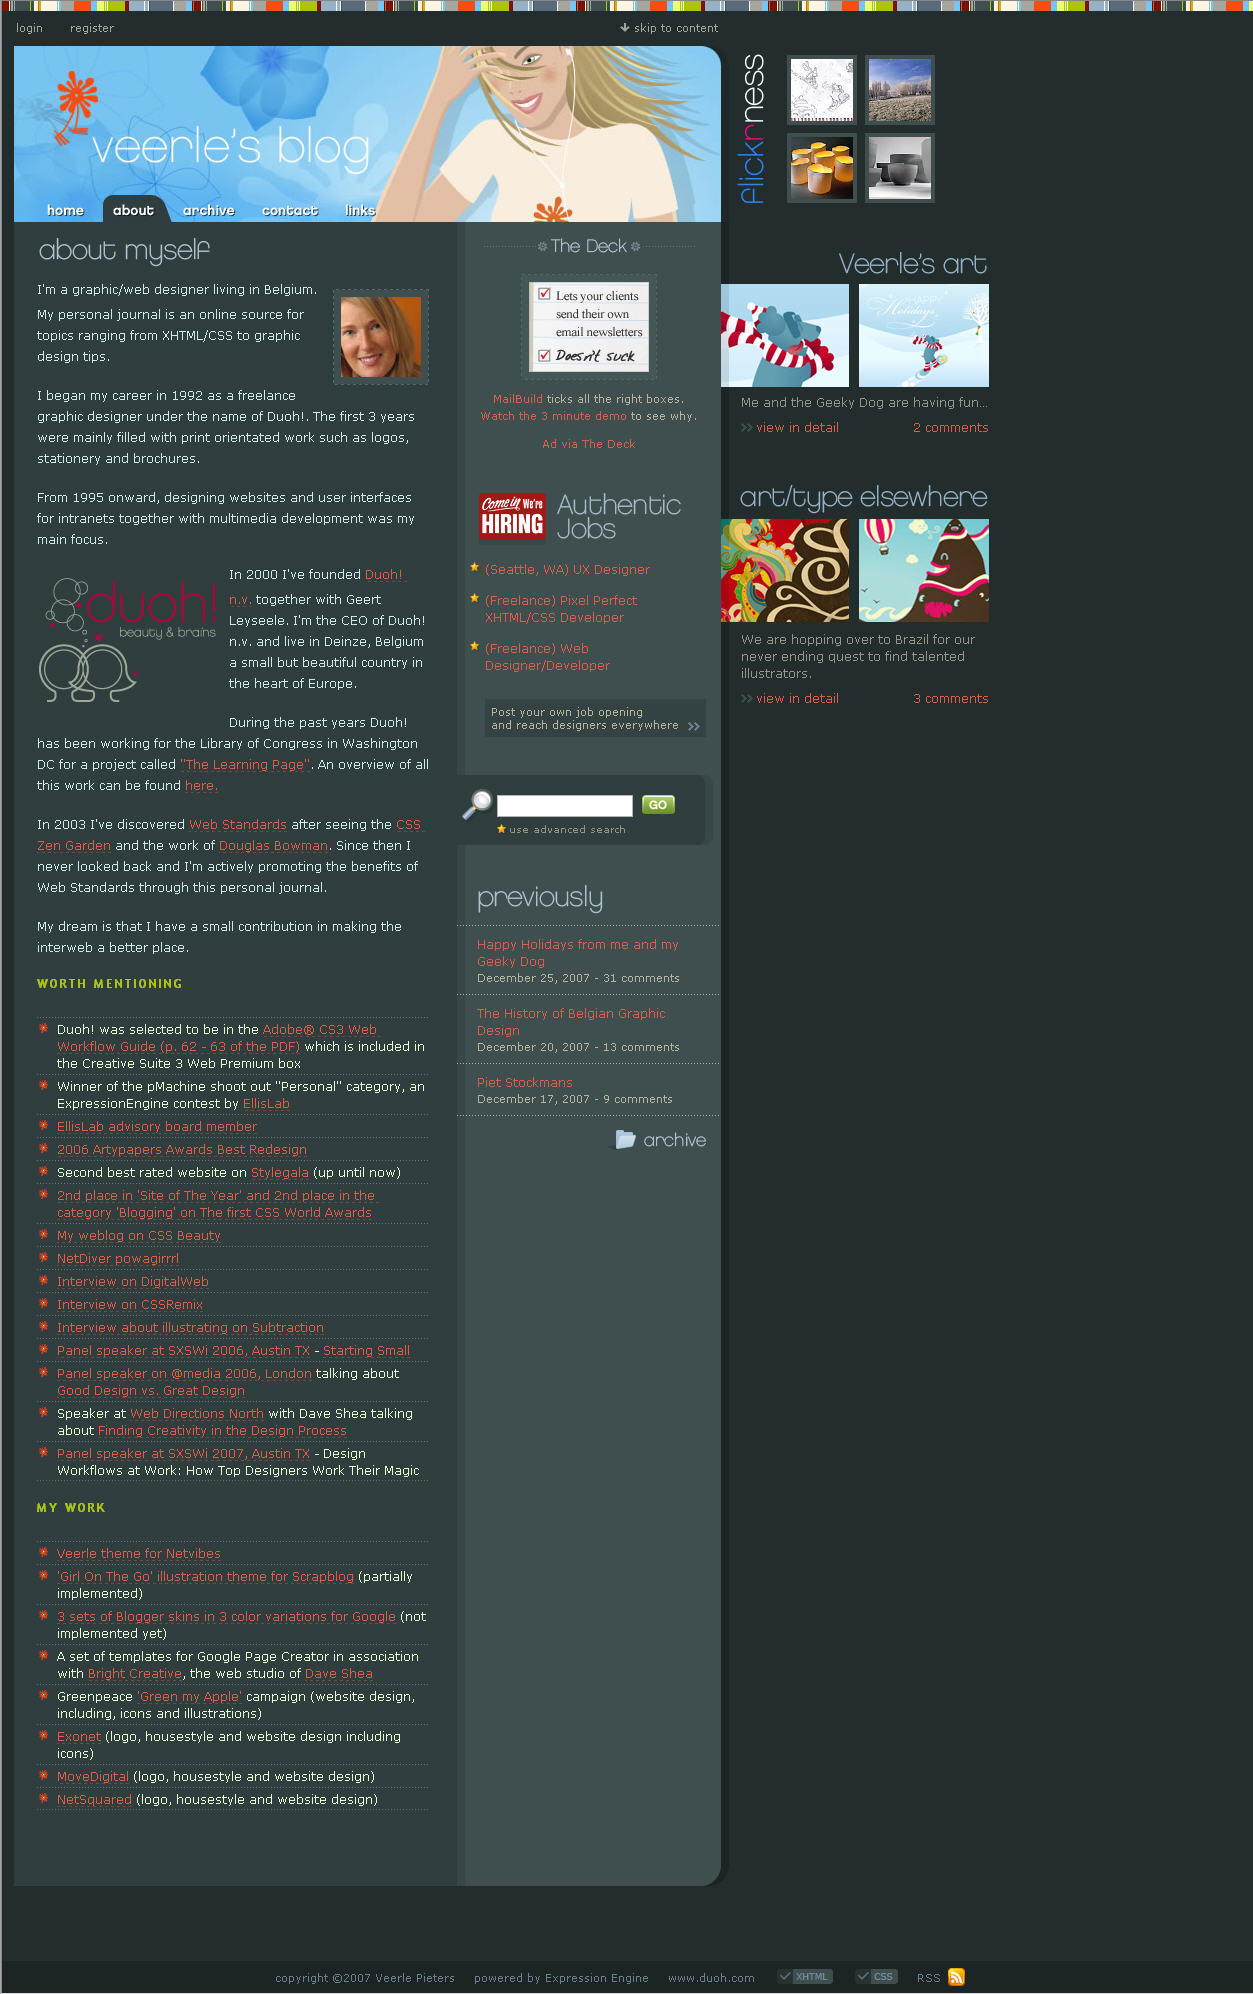 login register
skip to content
veerle's blog
home about archive contact links
about myself
I'm a graphic/web designer living in Belgium.
My personal journal is an online source for
topics ranging from XHTML/CSS to graphic
design tips.
I began my career in 1992 as a freelance
graphic designer under the name of Duoh!. The first 3 years
were mainly filled with print orientated work such as logos,
stationery and brochures.
From 1995 onward, designing websites and user interfaces
for intranets together with multimedia development was my
main focus.
duoh!
beauty & brains
In 2000 I've founded Duoh!
n.v. together with Geert
Leyseele. I'm the CEO of Duoh!
n.v. and live in Deinze, Belgium
a small but beautiful country in
the heart of Europe.
During the past years Duoh!
has been working for the Library of Congress in Washington
DC for a project called "The Learning Page". An overview of all
this work can be found here.
In 2003 I've discovered Web Standards after seeing the CSS
Zen Garden and the work of Douglas Bowman. Since then I
never looked back and I'm actively promoting the benefits of
Web Standards through this personal journal.
My dream is that I have a small contribution in making the
interweb a better place.
WORTH MENTIONING
Duoh! was selected to be in the Adobe® CS3 Web
Workflow Guide (p. 62 - 63 of the PDF) which is included in
the Creative Suite 3 Web Premium box
Winner of the pMachine shoot out "Personal" category, an
ExpressionEngine contest by EllisLab
EllisLab advisory board member
2006 Artypapers Awards Best Redesign
Second best rated website on Stylegala (up until now)
2nd place in 'Site of The Year' and 2nd place in the
category 'Blogging' on The first CSS World Awards
My weblog on CSS Beauty
NetDiver powagirrrl
Interview on DigitalWeb
Interview on CSSRemix
Interview about illustrating on Subtraction
Panel speaker at SXSWi 2006, Austin TX - Starting Small
Panel speaker on @media 2006, London talking about
Good Design vs. Great Design
Speaker at Web Directions North with Dave Shea talking
about Finding Creativity in the Design Process
Panel speaker at SXSWi 2007, Austin TX - Design
Workflows at Work: How Top Designers Work Their Magic
MY WORK
Veerle theme for Netvibes
'Girl On The Go' illustration theme for Scrapblog (partially
implemented)
3 sets of Blogger skins in 3 color variations for Google (not
implemented yet)
A set of templates for Google Page Creator in association
with Bright Creative, the web studio of Dave Shea
Greenpeace 'Green my Apple' campaign (website design,
including, icons and illustrations)
Exonet (logo, housestyle and website design including
icons)
MoveDigital (logo, housestyle and website design)
NetSquared (logo, housestyle and website design)
The Deck
Lets your clients
send their own
email newsletters
Doesn't suck
MailBuild ticks all the right boxes.
Watch the 3 minute demo to see why.
Ad via The Deck
Come in We're
HIRING
Authentic
Jobs
(Seattle, WA) UX Designer
(Freelance) Pixel Perfect
XHTML/CSS Developer
(Freelance) Web
Designer/Developer
Post your own job opening
and reach designers everywhere
GO
use advanced search
previously
Happy Holidays from me and my
Geeky Dog
December 25, 2007 - 31 comments
The History of Belgian Graphic
Design
December 20, 2007 - 13 comments
Piet Stockmans
December 17, 2007 - 9 comments
archive
flickrness
Veerle's art
HAPPY
Holidays
Me and the Geeky Dog are having fun...
view in detail 2 comments
art/type elsewhere
We are hopping over to Brazil for our
never ending quest to find talented
illustrators.
view in detail 3 comments
copyright ©2007 Veerle Pieters powered by Expression Engine www.duoh.com XHTML CSS RSS